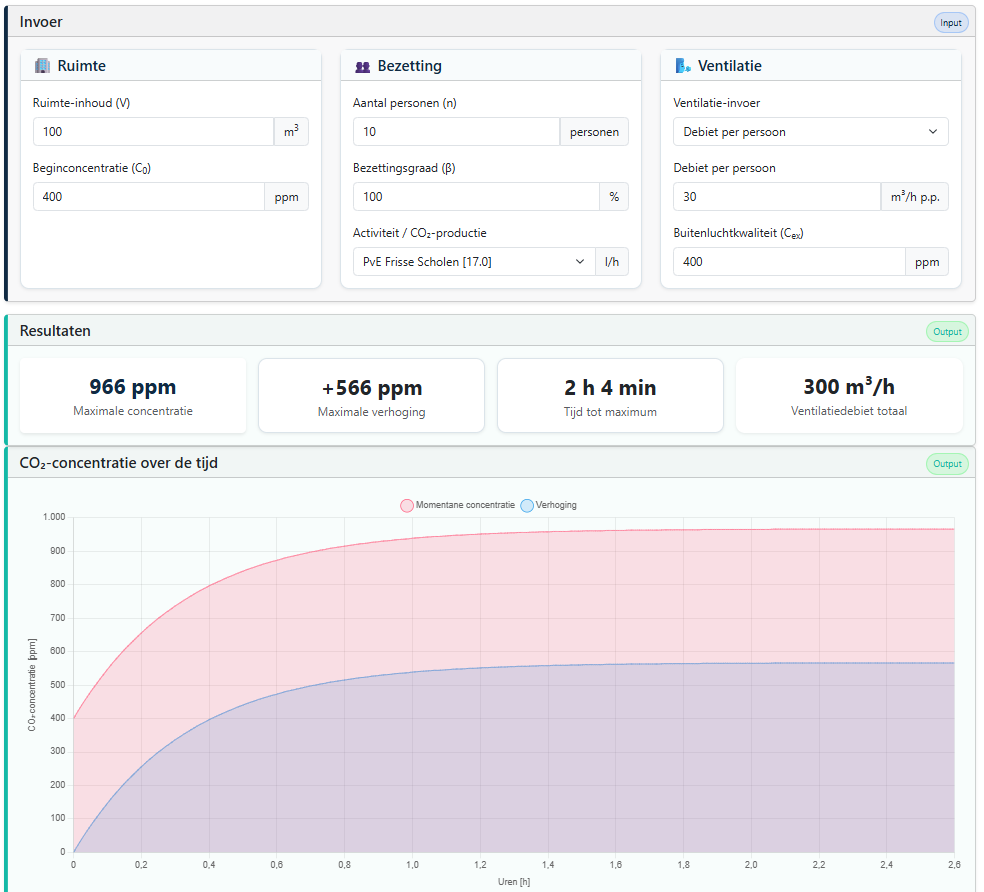 Invoer
Input
Ruimte
Ruimte-inhoud (V)
100 m³
Beginconcentratie (C₀)
400 ppm
Bezetting
Aantal personen (n)
10 personen
Bezettingsgraad (β)
100 %
Activiteit / CO₂-productie
PvE Frisse Scholen [17.0] l/h
Ventilatie
Ventilatie-invoer
Debiet per persoon
Debiet per persoon
30 m³/h p.p.
Buitenluchtkwaliteit (Cₑₓ)
400 ppm
Resultaten
Output
966 ppm
Maximale concentratie
+566 ppm
Maximale verhoging
2 h 4 min
Tijd tot maximum
300 m³/h
Ventilatiedebiet totaal
CO₂-concentratie over de tijd
Output
Momentane concentratie Verhoging
CO₂-concentratie [ppm]
1.000
900
800
700
600
500
400
300
200
100
0
0 0,2 0,4 0,6 0,8 1,0 1,2 1,4 1,6 1,8 2,0 2,2 2,4 2,6
Uren [h]